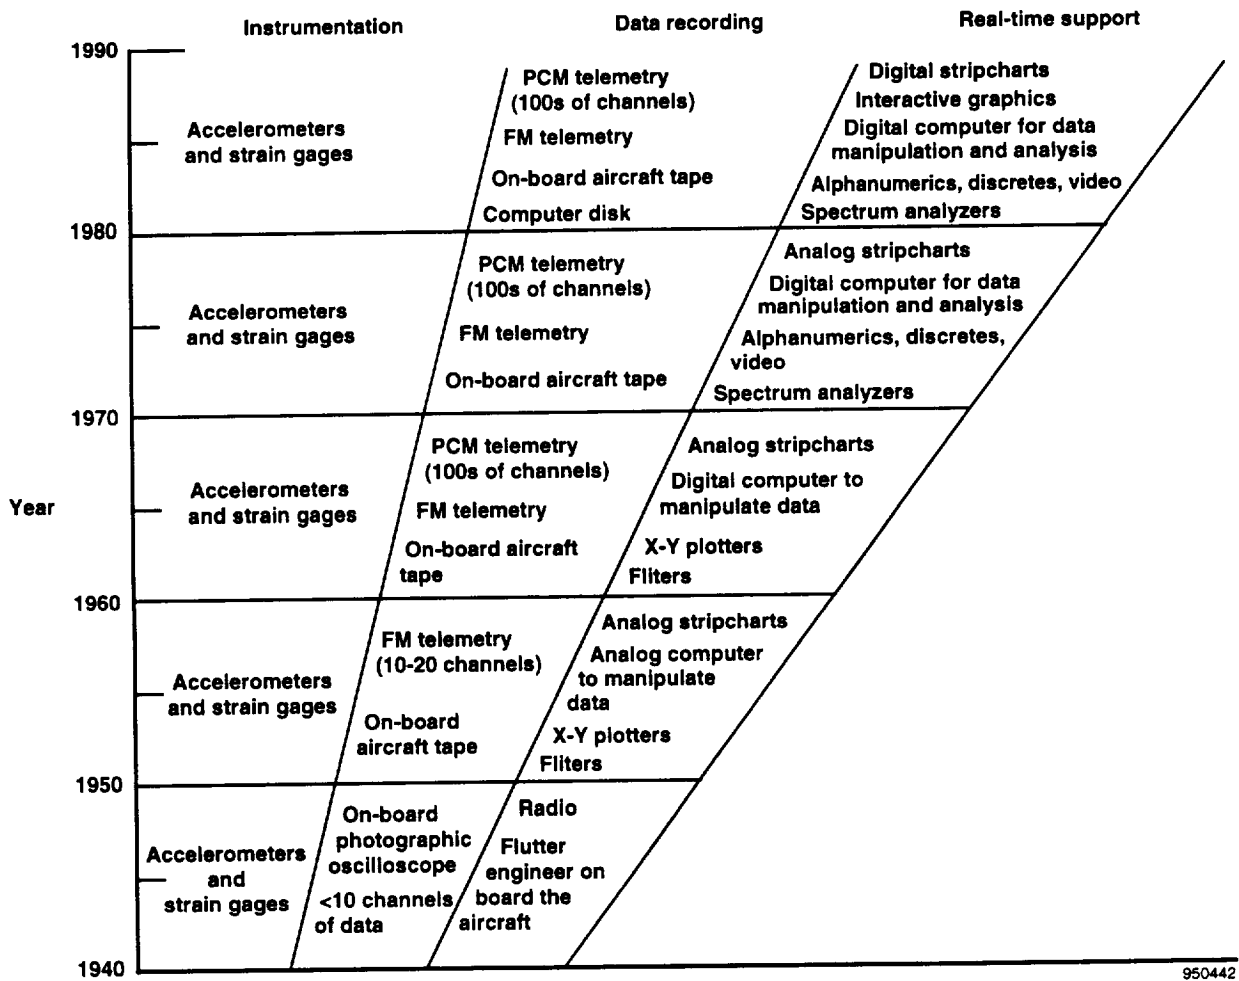 Instrumentation
Data recording
Real-time support
1990
Accelerometers
and strain gages
PCM telemetry
(100s of channels)
FM telemetry
On-board aircraft tape
Computer disk
Digital stripcharts
Interactive graphics
Digital computer for data
manipulation and analysis
Alphanumerics, discretes, video
Spectrum analyzers
1980
Accelerometers
and strain gages
PCM telemetry
(100s of channels)
FM telemetry
On-board aircraft tape
Analog stripcharts
Digital computer for data
manipulation and analysis
Alphanumerics, discretes,
video
Spectrum analyzers
1970
Year
Accelerometers
and strain gages
PCM telemetry
(100s of channels)
FM telemetry
On-board aircraft
tape
Analog stripcharts
Digital computer to
manipulate data
X-Y plotters
Fliters
1960
Accelerometers
and strain gages
FM telemetry
(10-20 channels)
On-board
aircraft tape
Analog stripcharts
Analog computer
to manipulate
data
X-Y plotters
Fliters
1950
Accelerometers
and
strain gages
On-board
photographic
oscilloscope
<10 channels
of data
Radio
Flutter
engineer on
board the
aircraft
1940
950442